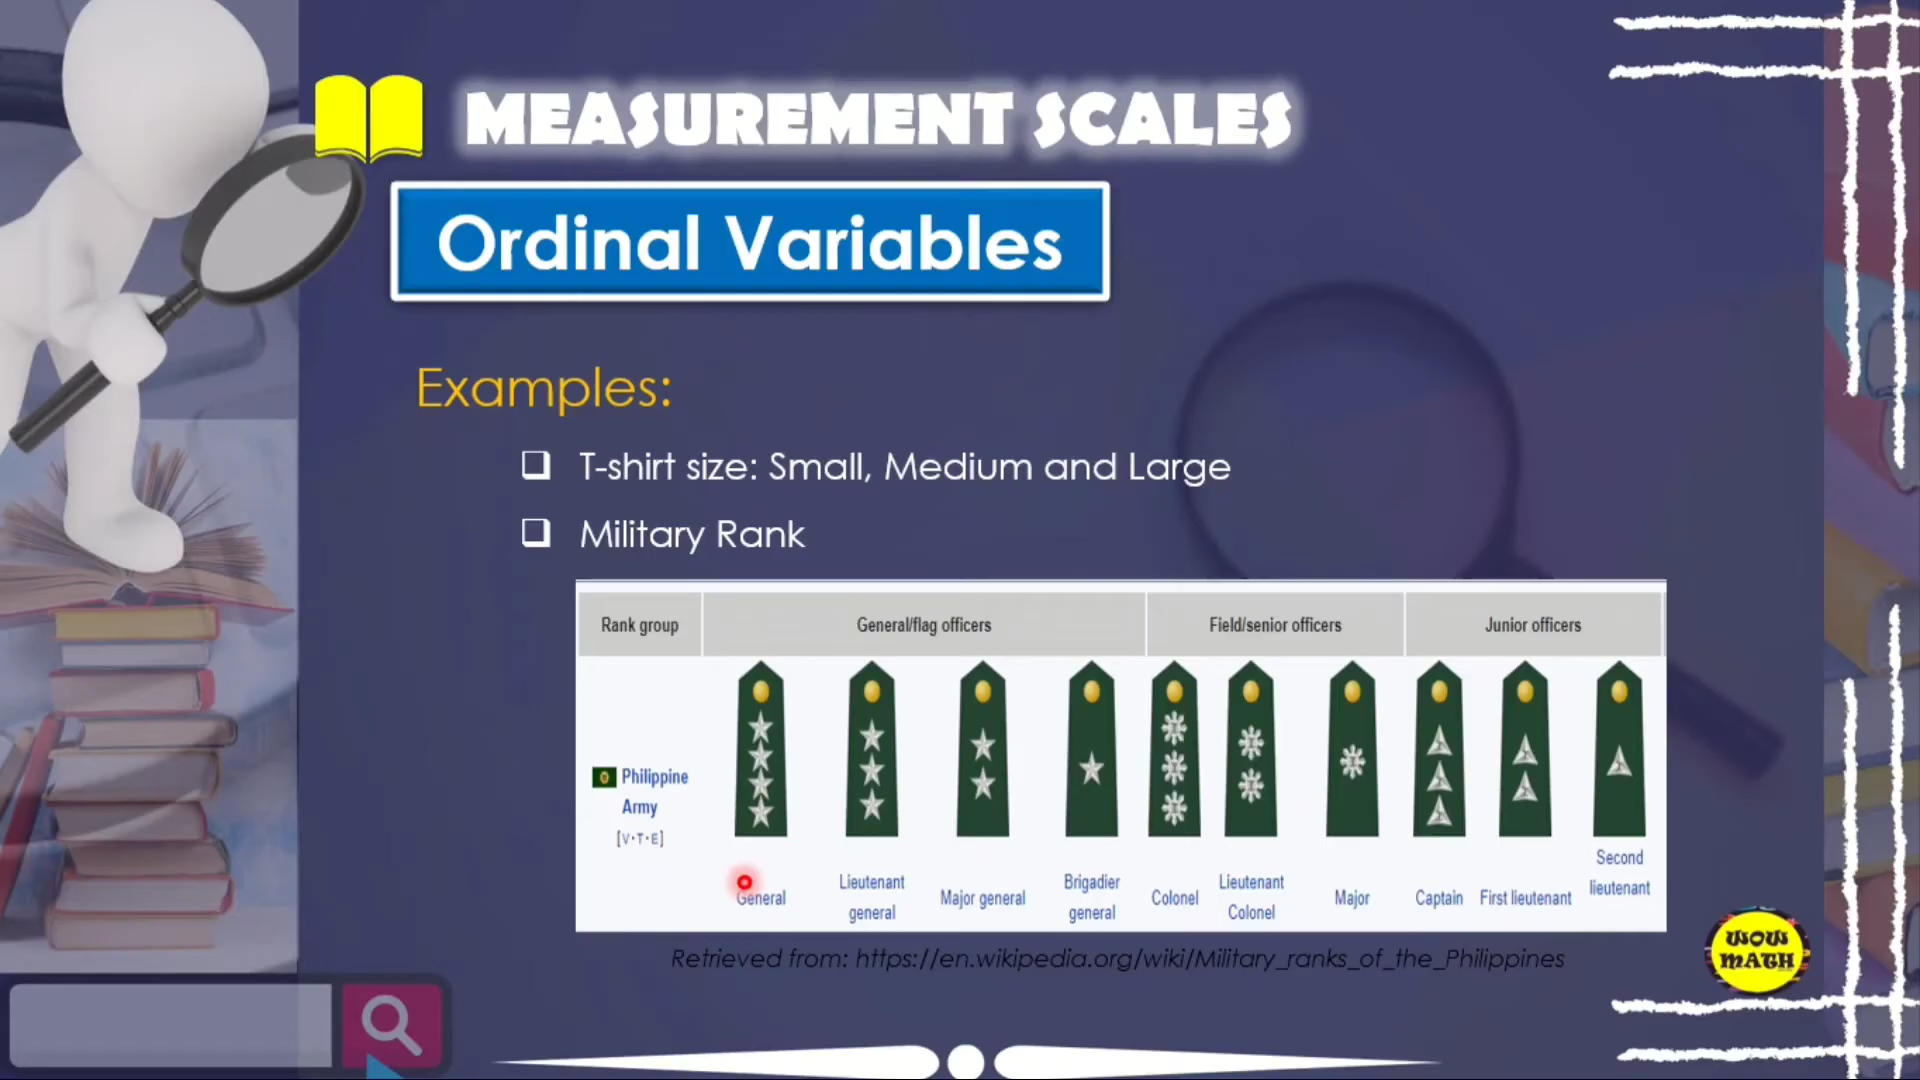 MEASUREMENT SCALES
Ordinal Variables
Examples:
T-shirt size: Small, Medium and Large
Military Rank
Rank group General/flag officers Field/senior officers Junior officers
Philippine
Army
[V·T·E]
General
Lieutenant
general
Major general
Brigadier
general
Colonel
Lieutenant
Colonel
Major
Captain
First lieutenant
Second
lieutenant
Retrieved from: https://en.wikipedia.org/wiki/Military_ranks_of_the_Philippines
WOW
MATH